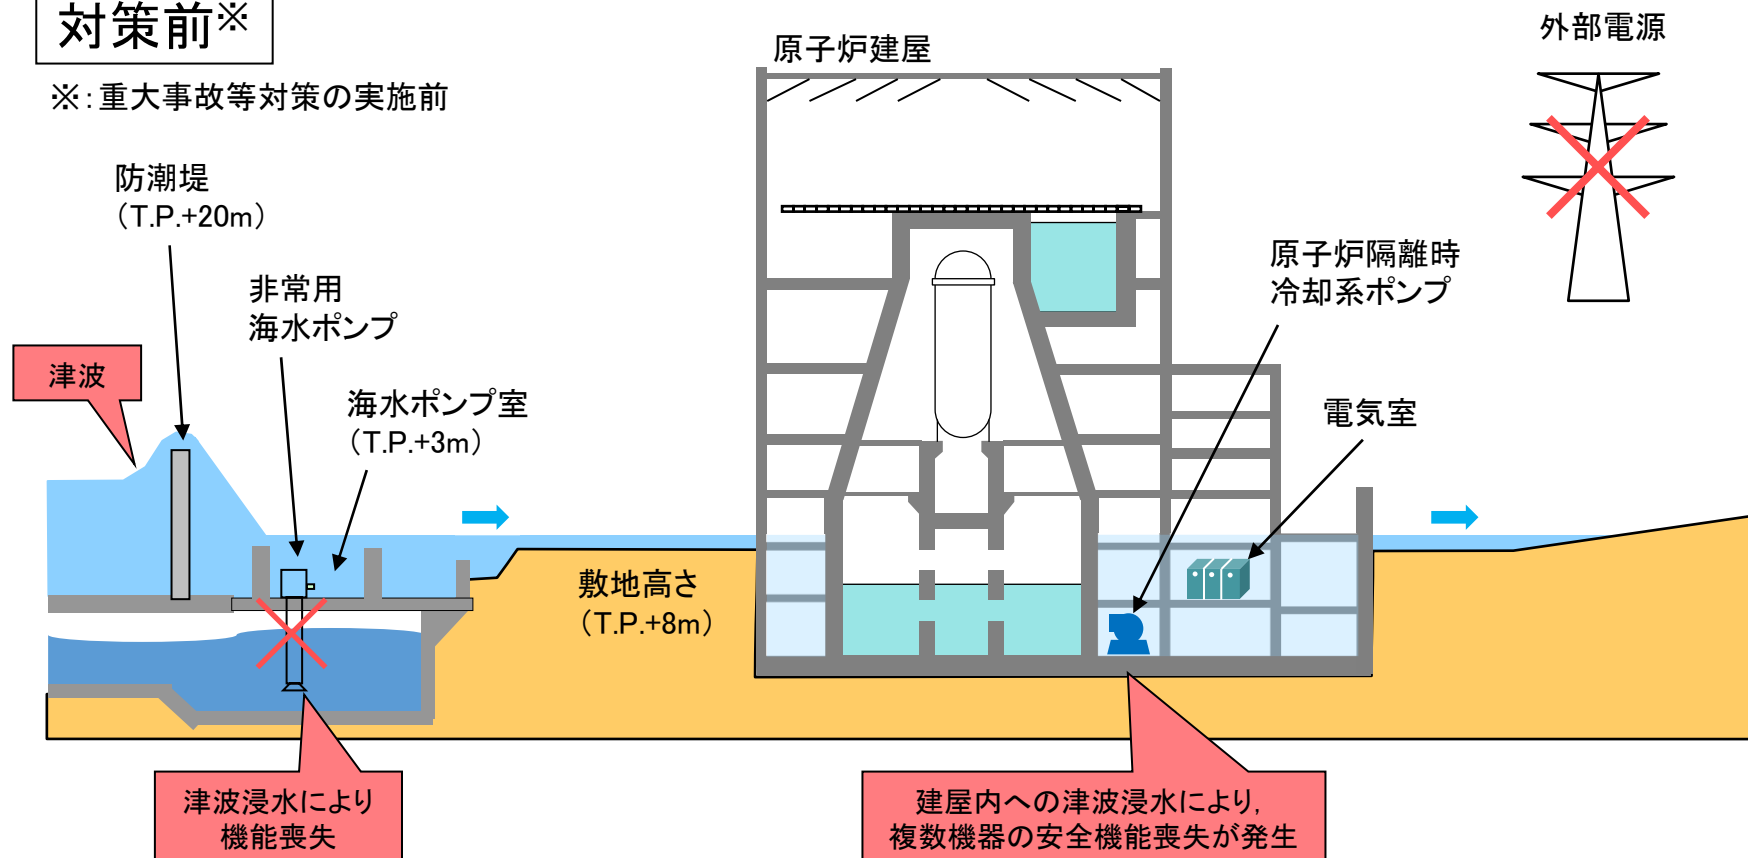 対策前※
※：重大事故等対策の実施前
原子炉建屋
外部電源
防潮堤
（T.P.+20m）
非常用
海水ポンプ
原子炉隔離時
冷却系ポンプ
津波
海水ポンプ室
（T.P.+3m）
電気室
敷地高さ
（T.P.+8m）
津波浸水により
機能喪失
建屋内への津波浸水により，
複数機器の安全機能喪失が発生